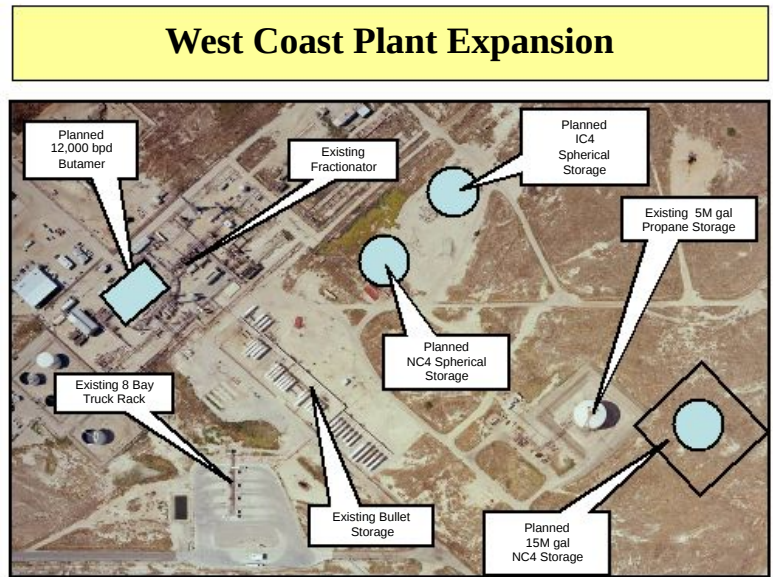 West Coast Plant Expansion
Planned
12,000 bpd
Butamer
Existing
Fractionator
Planned
IC4
Spherical
Storage
Existing 5M gal
Propane Storage
Planned
NC4 Spherical
Storage
Existing 8 Bay
Truck Rack
Existing Bullet
Storage
Planned
15M gal
NC4 Storage